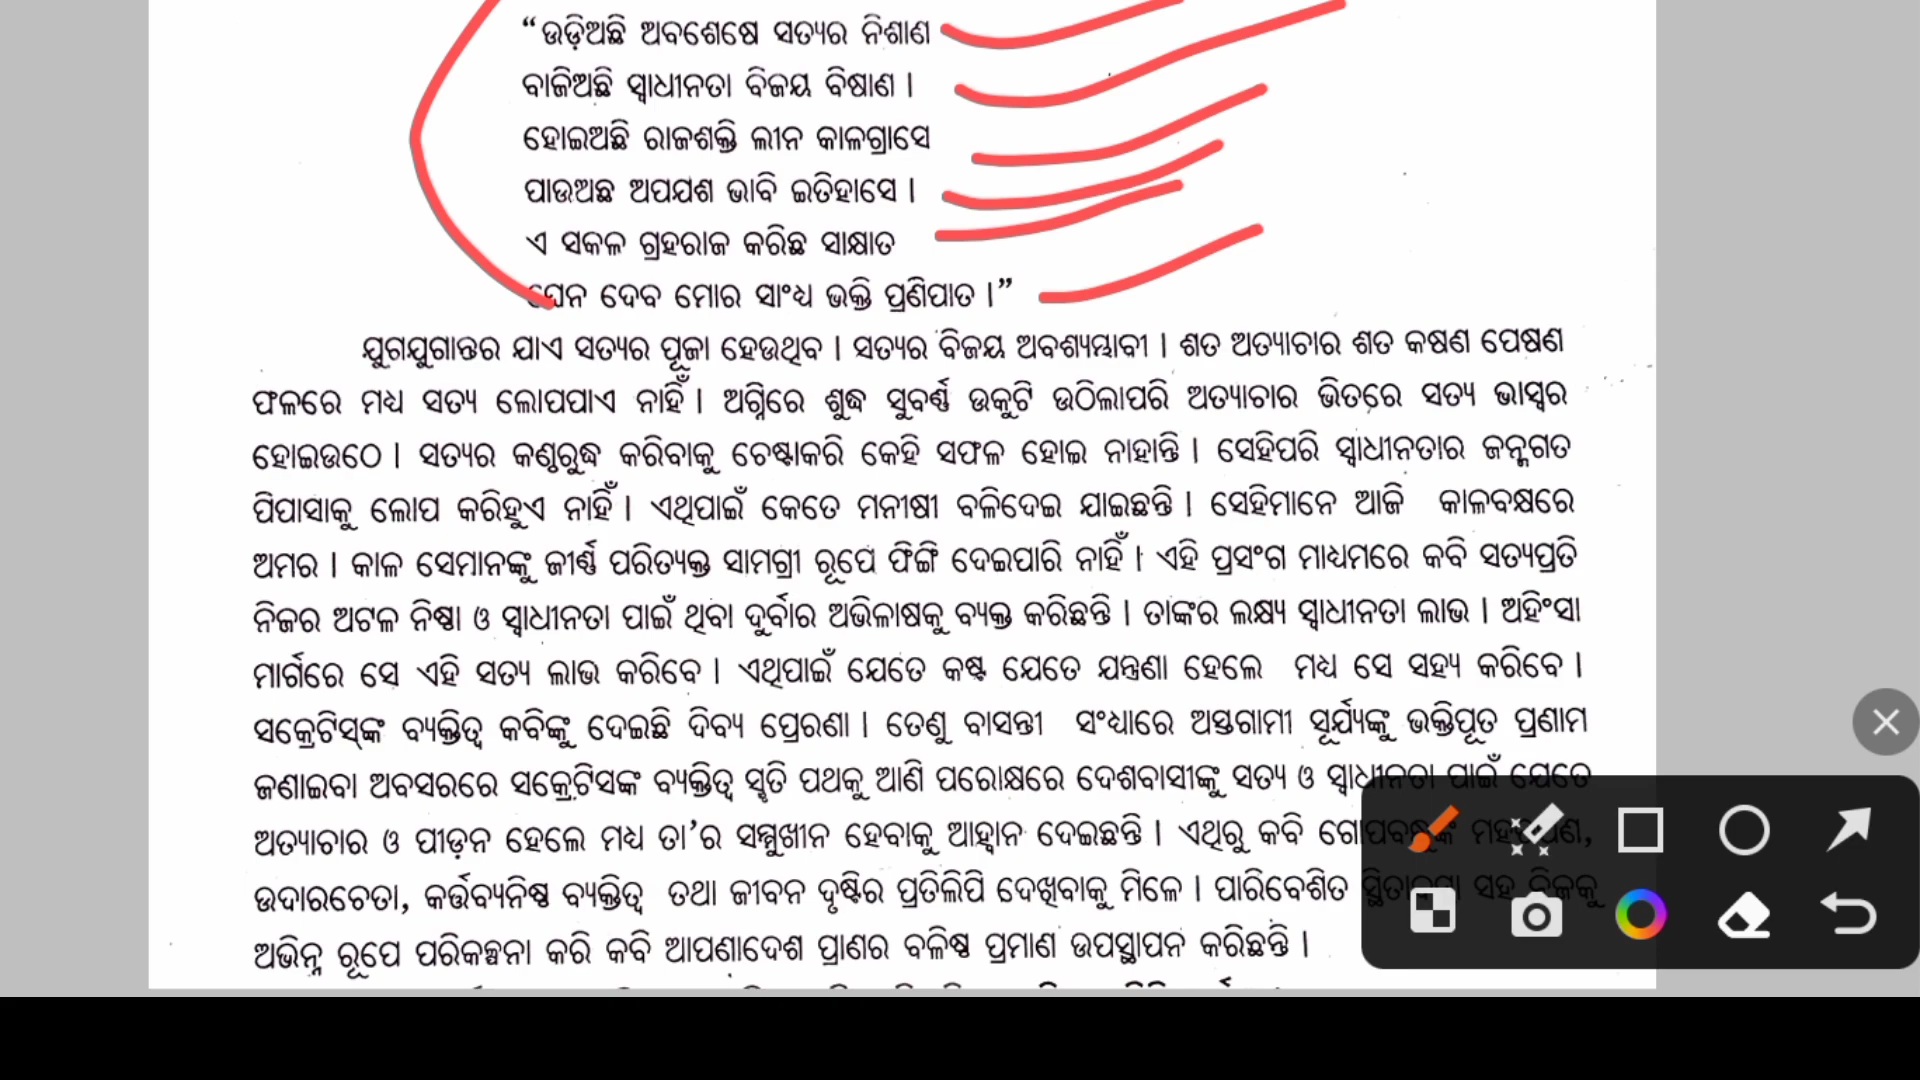 “ଉଡ଼ିଅଛି ଅବଶେଷେ ସତ୍ୟର ନିଶାଣ
ବାଜିଅଛି ସ୍ୱାଧୀନତା ବିଜୟ ବିଷାଣ ।
ହୋଇଅଛି ରାଜଶକ୍ତି ଲୀନ କାଳଗ୍ରାସେ
ପାଉଅଛ ଅପଯଶ ଭାବି ଇତିହାସେ ।
ଏ ସକଳ ଗ୍ରହରାଜ କରିଛ ସାକ୍ଷାତ
ଘେନ ଦେବ ମୋର ସାଂଧ୍ୟ ଭକ୍ତି ପ୍ରଣିପାତ ।”
ଯୁଗଯୁଗାନ୍ତର ଯାଏ ସତ୍ୟର ପୂଜା ହେଉଥିବ । ସତ୍ୟର ବିଜୟ ଅବଶ୍ୟମ୍ଭାବୀ । ଶତ ଅତ୍ୟାଚାର ଶତ କଷଣ ପେଷଣ
ଫଳରେ ମଧ୍ୟ ସତ୍ୟ ଲୋପପାଏ ନାହିଁ । ଅଗ୍ନିରେ ଶୁଦ୍ଧ ସୁବର୍ଣ୍ଣ ଉକୁଟି ଉଠିଲାପରି ଅତ୍ୟାଚାର ଭିତରେ ସତ୍ୟ ଭାସ୍ୱର
ହୋଇଉଠେ । ସତ୍ୟର କଣ୍ଠରୁଦ୍ଧ କରିବାକୁ ଚେଷ୍ଟାକରି କେହି ସଫଳ ହୋଇ ନାହାନ୍ତି । ସେହିପରି ସ୍ୱାଧୀନତାର ଜନ୍ମଗତ
ପିପାସାକୁ ଲୋପ କରିହୁଏ ନାହିଁ । ଏଥିପାଇଁ କେତେ ମନୀଷୀ ବଳିଦେଇ ଯାଇଛନ୍ତି । ସେହିମାନେ ଆଜି କାଳବକ୍ଷରେ
ଅମର । କାଳ ସେମାନଙ୍କୁ ଜୀର୍ଣ୍ଣ ପରିତ୍ୟକ୍ତ ସାମଗ୍ରୀ ରୂପେ ଫିଙ୍ଗି ଦେଇପାରି ନାହିଁ । ଏହି ପ୍ରସଂଗ ମାଧ୍ୟମରେ କବି ସତ୍ୟପ୍ରତି
ନିଜର ଅଟଳ ନିଷ୍ଠା ଓ ସ୍ୱାଧୀନତା ପାଇଁ ଥିବା ଦୁର୍ବାର ଅଭିଳାଷକୁ ବ୍ୟକ୍ତ କରିଛନ୍ତି । ତାଙ୍କର ଲକ୍ଷ୍ୟ ସ୍ୱାଧୀନତା ଲାଭ । ଅହିଂସା
ମାର୍ଗରେ ସେ ଏହି ସତ୍ୟ ଲାଭ କରିବେ । ଏଥିପାଇଁ ଯେତେ କଷ୍ଟ ଯେତେ ଯନ୍ତ୍ରଣା ହେଲେ ମଧ୍ୟ ସେ ସହ୍ୟ କରିବେ ।
ସକ୍ରେଟିସ୍‌ଙ୍କ ବ୍ୟକ୍ତିତ୍ୱ କବିଙ୍କୁ ଦେଇଛି ଦିବ୍ୟ ପ୍ରେରଣା । ତେଣୁ ବାସନ୍ତୀ ସଂଧ୍ୟାରେ ଅସ୍ତଗାମୀ ସୂର୍ଯ୍ୟଙ୍କୁ ଭକ୍ତିପୂତ ପ୍ରଣାମ
ଜଣାଇବା ଅବସରରେ ସକ୍ରେଟିସଙ୍କ ବ୍ୟକ୍ତିତ୍ୱ ସ୍ମୃତି ପଥକୁ ଆଣି ପରୋକ୍ଷରେ ଦେଶବାସୀଙ୍କୁ ସତ୍ୟ ଓ ସ୍ୱାଧୀନତା ପାଇଁ ଯେତେ
ଅତ୍ୟାଚାର ଓ ପୀଡ଼ନ ହେଲେ ମଧ୍ୟ ତା’ର ସମ୍ମୁଖୀନ ହେବାକୁ ଆହ୍ୱାନ ଦେଇଛନ୍ତି । ଏଥିରୁ କବି ଗୋପବନ୍ଧୁଙ୍କ
ଉଦାରଚେତା, କର୍ତ୍ତବ୍ୟନିଷ୍ଠ ବ୍ୟକ୍ତିତ୍ୱ ତଥା ଜୀବନ ଦୃଷ୍ଟିର ପ୍ରତିଲିପି ଦେଖିବାକୁ ମିଳେ । ପାରିବେଶିତ ସହ ନିଜକୁ
ଅଭିନ୍ନ ରୂପେ ପରିକଳ୍ପନା କରି କବି ଆପଣାଦେଶ ପ୍ରାଣର ବଳିଷ୍ଠ ପ୍ରମାଣ ଉପସ୍ଥାପନ କରିଛନ୍ତି ।